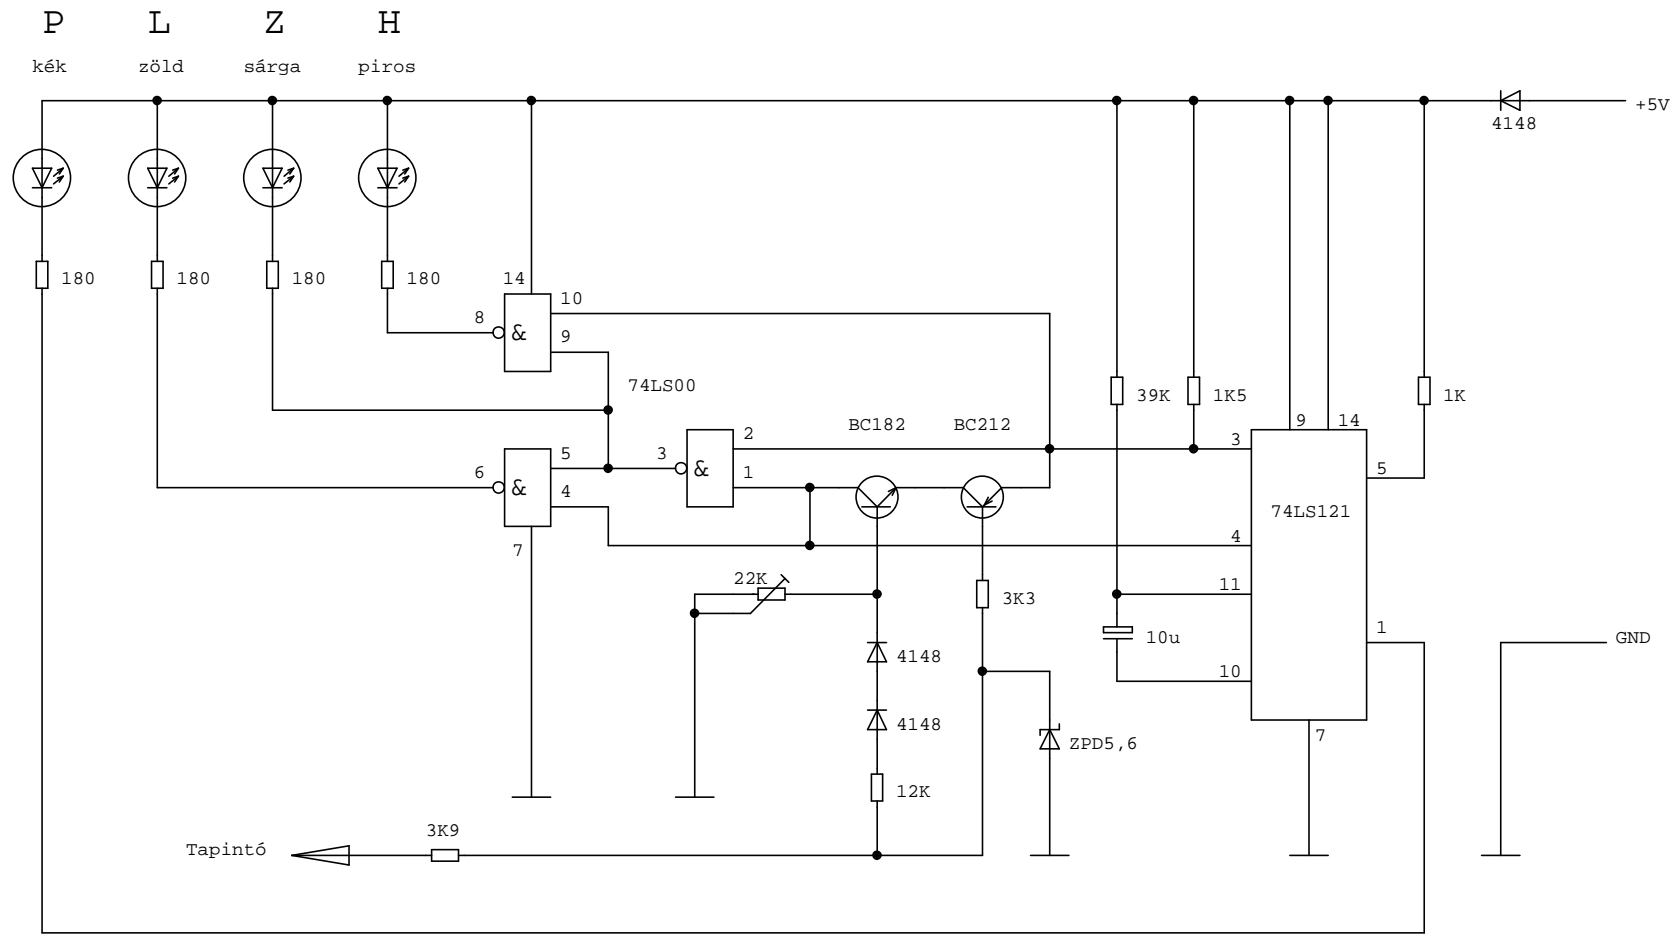 P L Z H
kék zöld sárga piros
+5V
4148
180 180 180 180
14
10
8 &
9
74LS00
39K 1K5 1K
BC182 BC212
9 14
2
3
5 3 &
5
6 &
1
4
74LS121
7
4
22K
11
3K3
1
10u
GND
4148
10
4148
7
ZPD5,6
12K
3K9
Tapintó